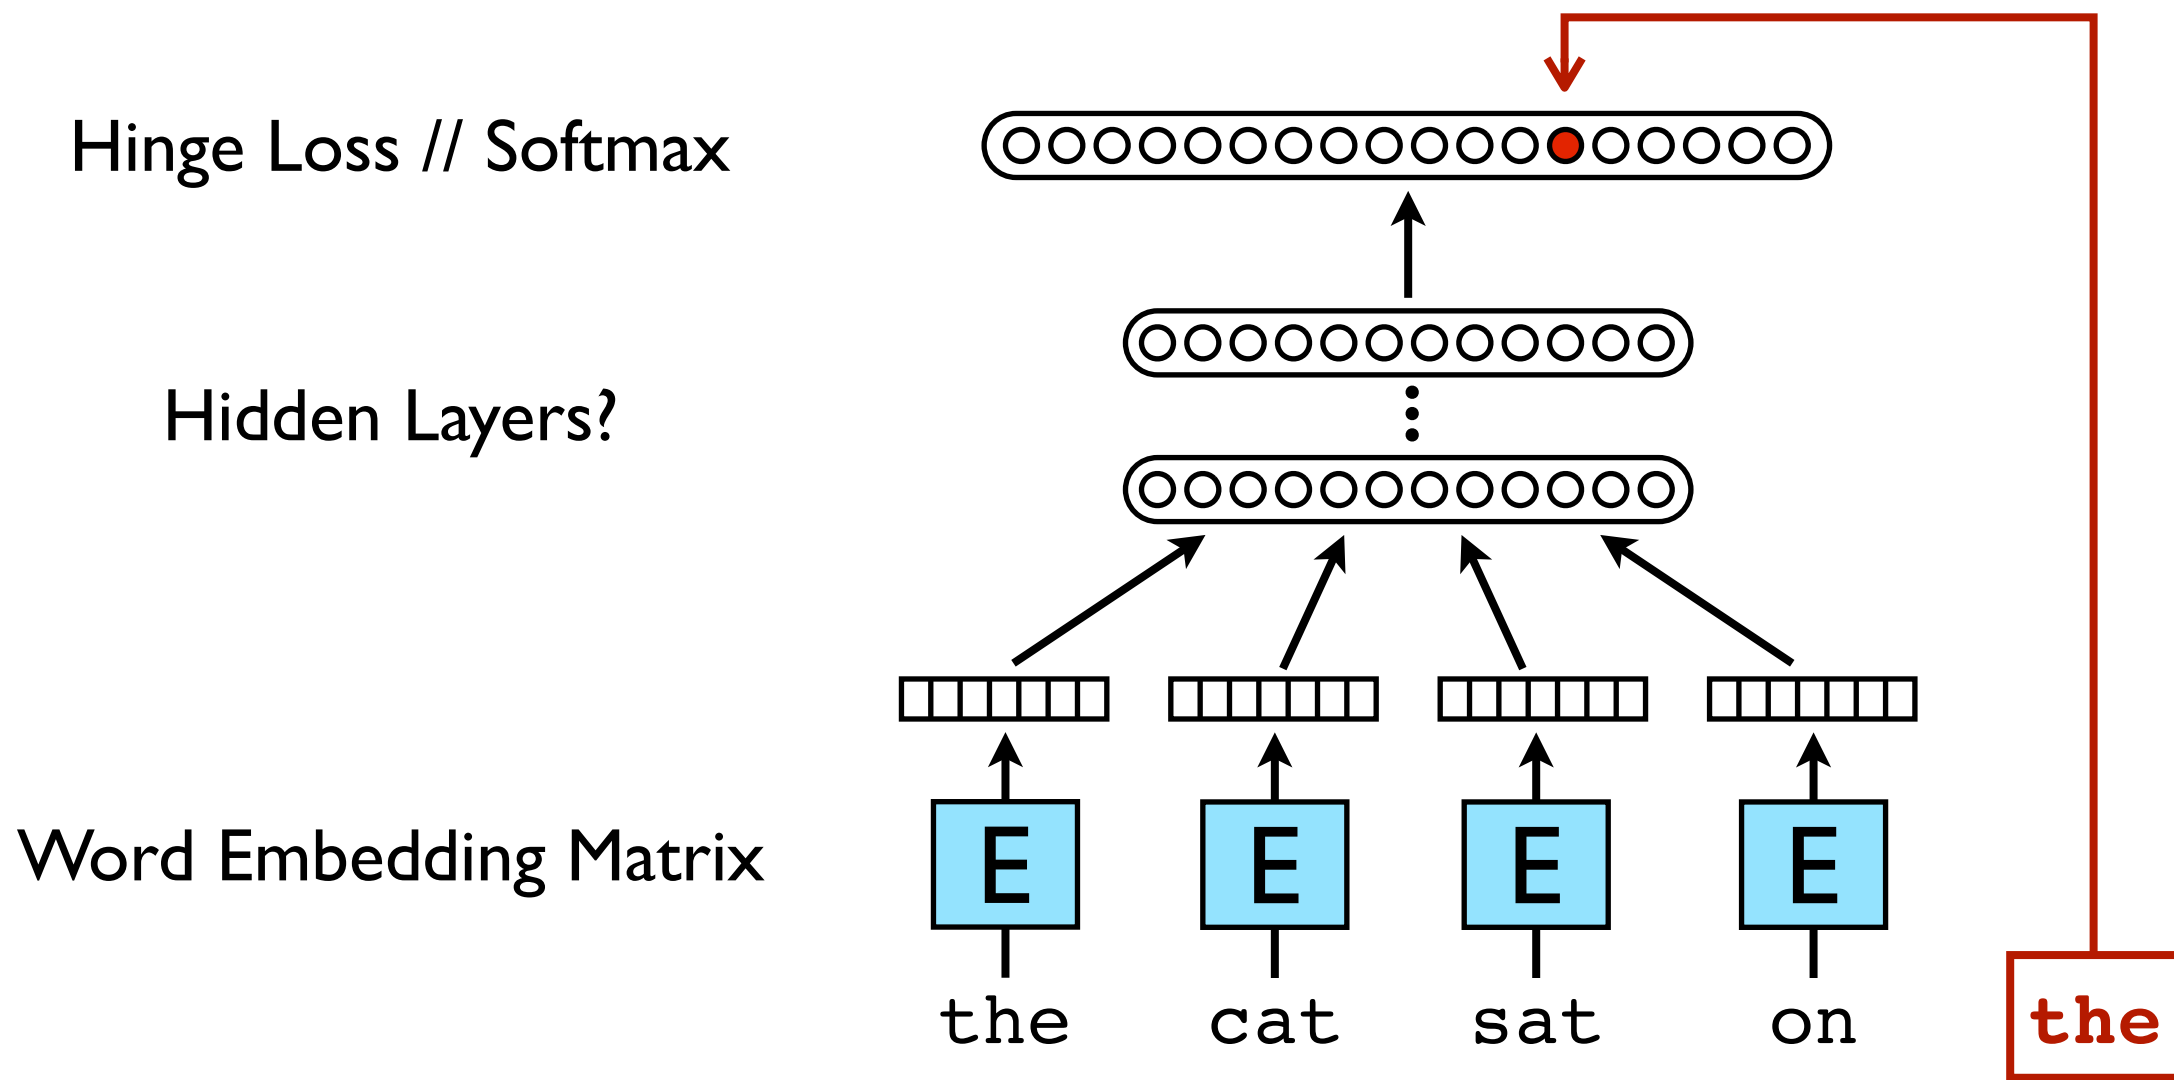 Hinge Loss // Softmax
Hidden Layers?
Word Embedding Matrix
E E E E
the cat sat on the